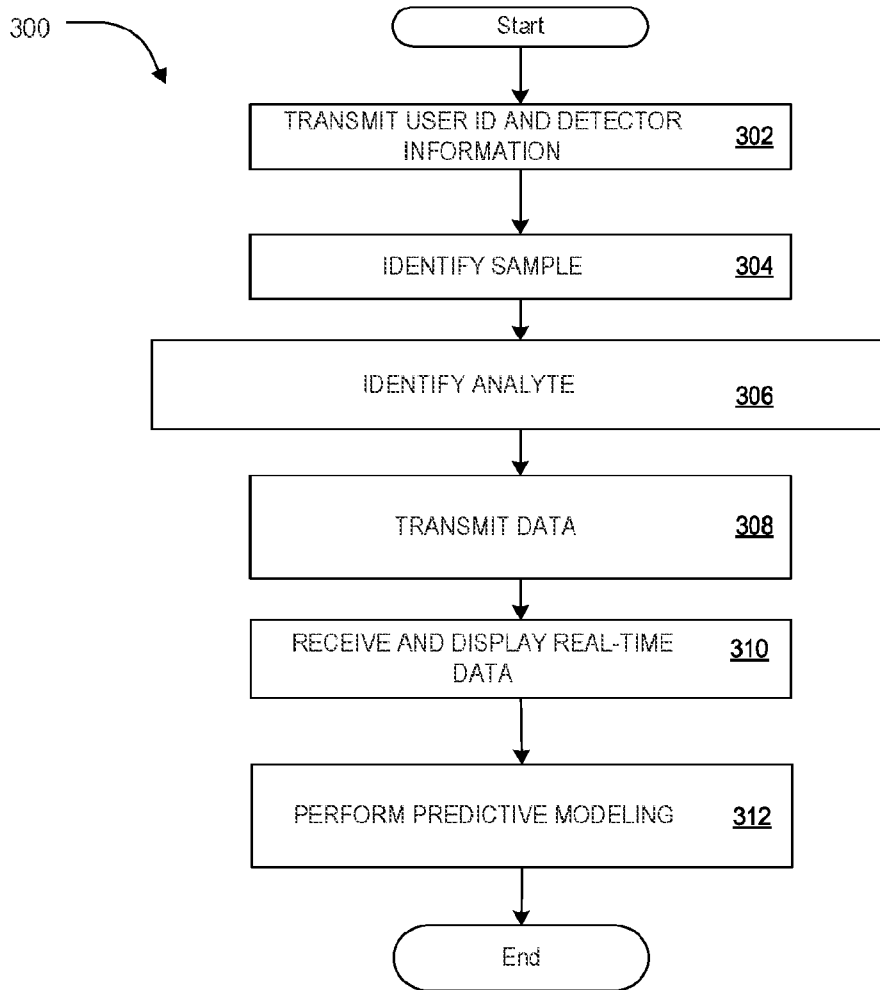 300
Start
TRANSMIT USER ID AND DETECTOR
INFORMATION
302
IDENTIFY SAMPLE
304
IDENTIFY ANALYTE
306
TRANSMIT DATA
308
RECEIVE AND DISPLAY REAL-TIME
DATA
310
PERFORM PREDICTIVE MODELING
312
End